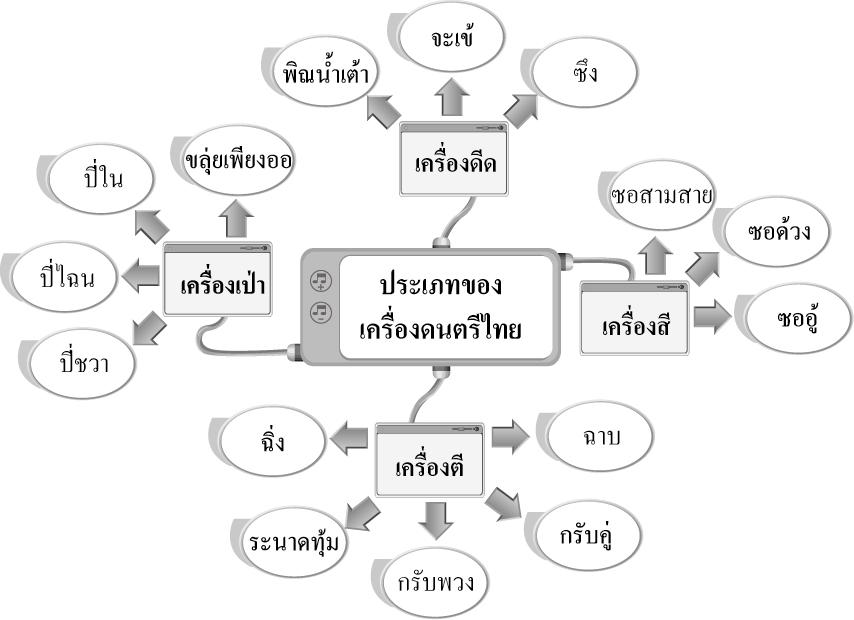 ประเภทของ
เครื่องดนตรีไทย
เครื่องดีด
พิณน้ำเต้า
จะเข้
ซึง
เครื่องสี
ซอสามสาย
ซอด้วง
ซออู้
เครื่องตี
ฉิ่ง
ระนาดทุ้ม
กรับพวง
กรับคู่
ฉาบ
เครื่องเป่า
ขลุ่ยเพียงออ
ปี่ใน
ปี่ไฉน
ปี่ชวา